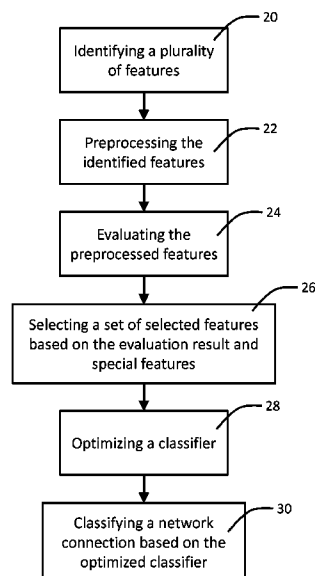 20
Identifying a plurality
of features
22
Preprocessing the
identified features
24
Evaluating the
preprocessed features
26
Selecting a set of selected features
based on the evaluation result and
special features
28
Optimizing a classifier
30
Classifying a network
connection based on the
optimized classifier